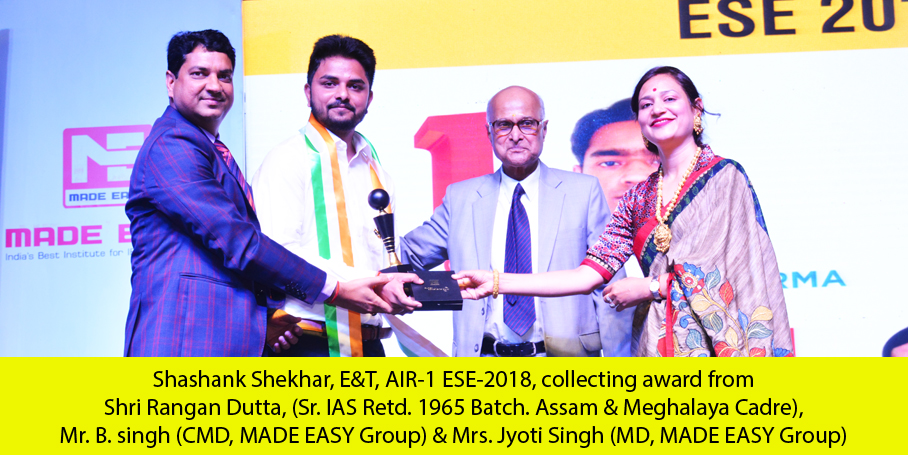 ESE 201
MADE EA
MADE E
India's Best Institute for
RMA
Shashank Shekhar, E&T, AIR-1 ESE-2018, collecting award from
Shri Rangan Dutta, (Sr. IAS Retd. 1965 Batch. Assam & Meghalaya Cadre),
Mr. B. singh (CMD, MADE EASY Group) & Mrs. Jyoti Singh (MD, MADE EASY Group)